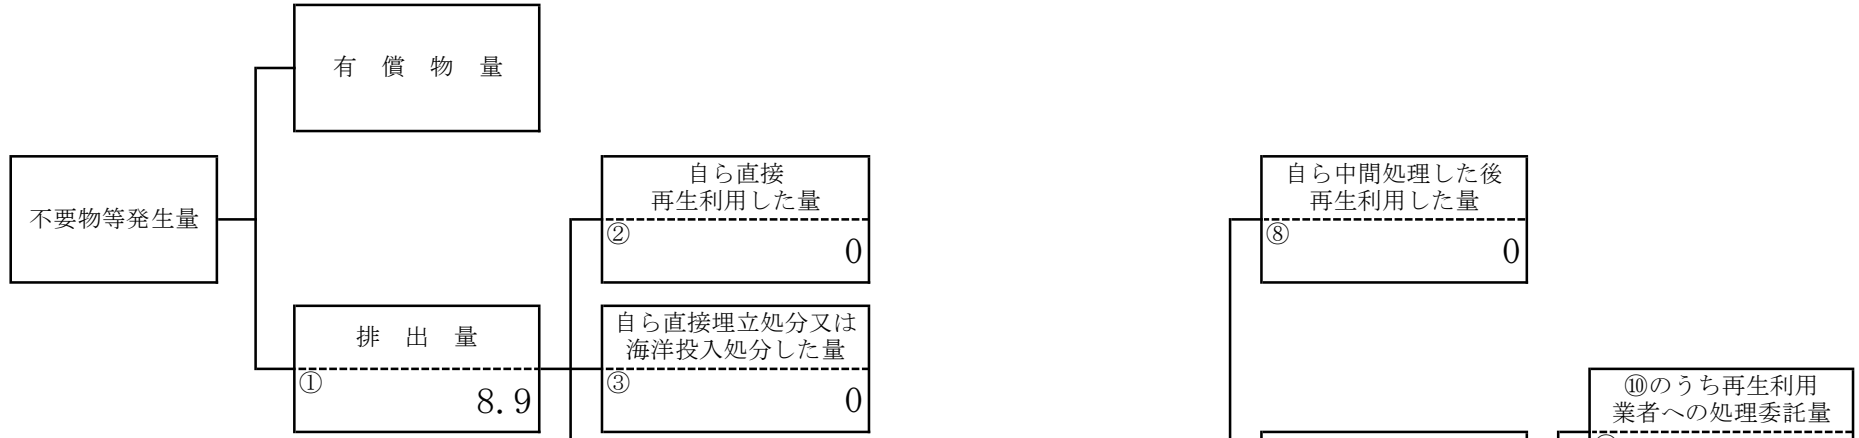 有償物量
自ら直接
再生利用した量
②
0
自ら中間処理した後
再生利用した量
⑧
0
不要物等発生量
排出量
①
8.9
自ら直接埋立処分又は
海洋投入処分した量
③
0
⑩のうち再生利用
業者への処理委託量